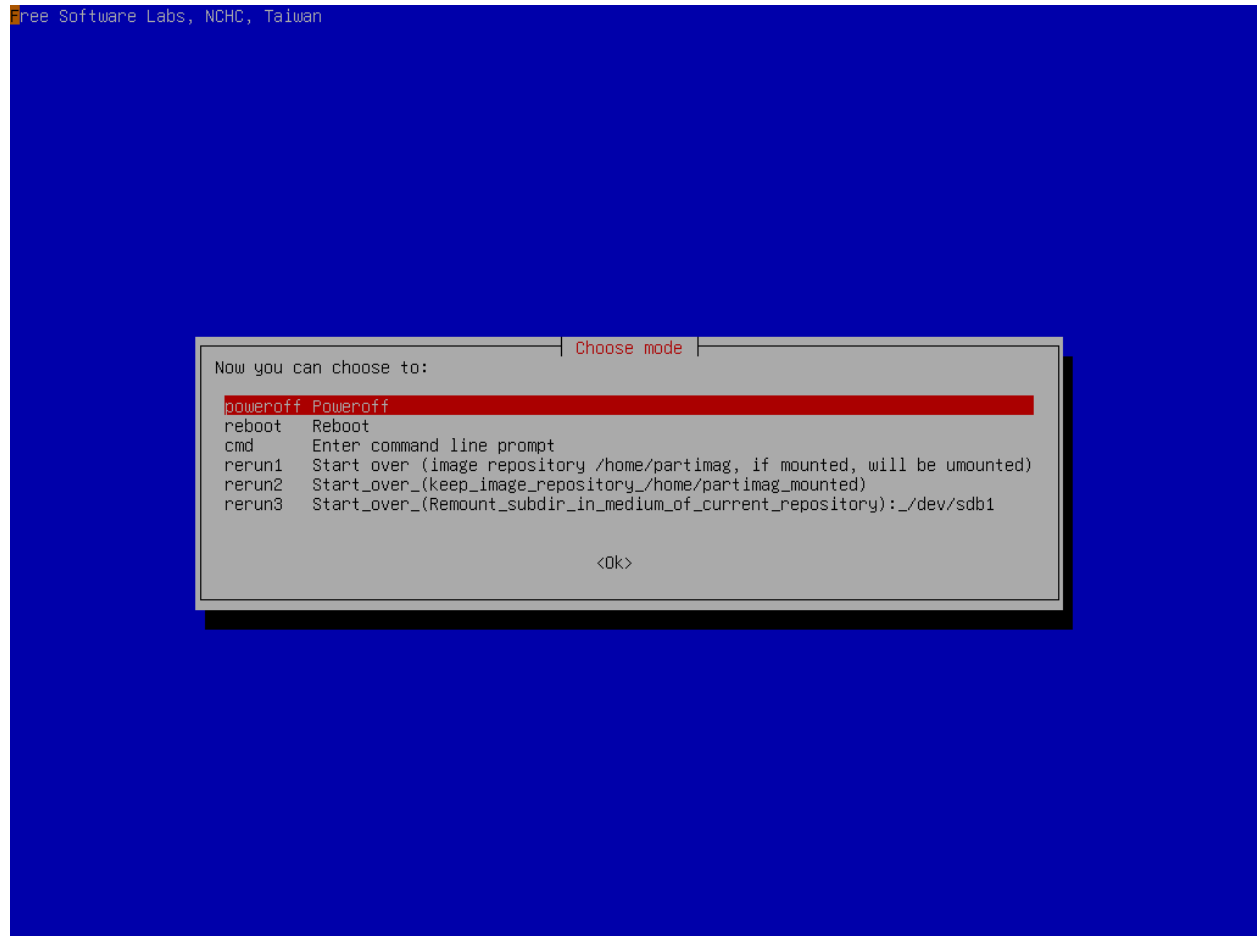 Free Software Labs, NCHC, Taiwan
Choose mode
Now you can choose to:
poweroff Poweroff
reboot Reboot
cmd Enter command line prompt
rerun1 Start over (image repository /home/partimag, if mounted, will be umounted)
rerun2 Start_over_(keep_image_repository_/home/partimag_mounted)
rerun3 Start_over_(Remount_subdir_in_medium_of_current_repository):_/dev/sdb1
<Ok>